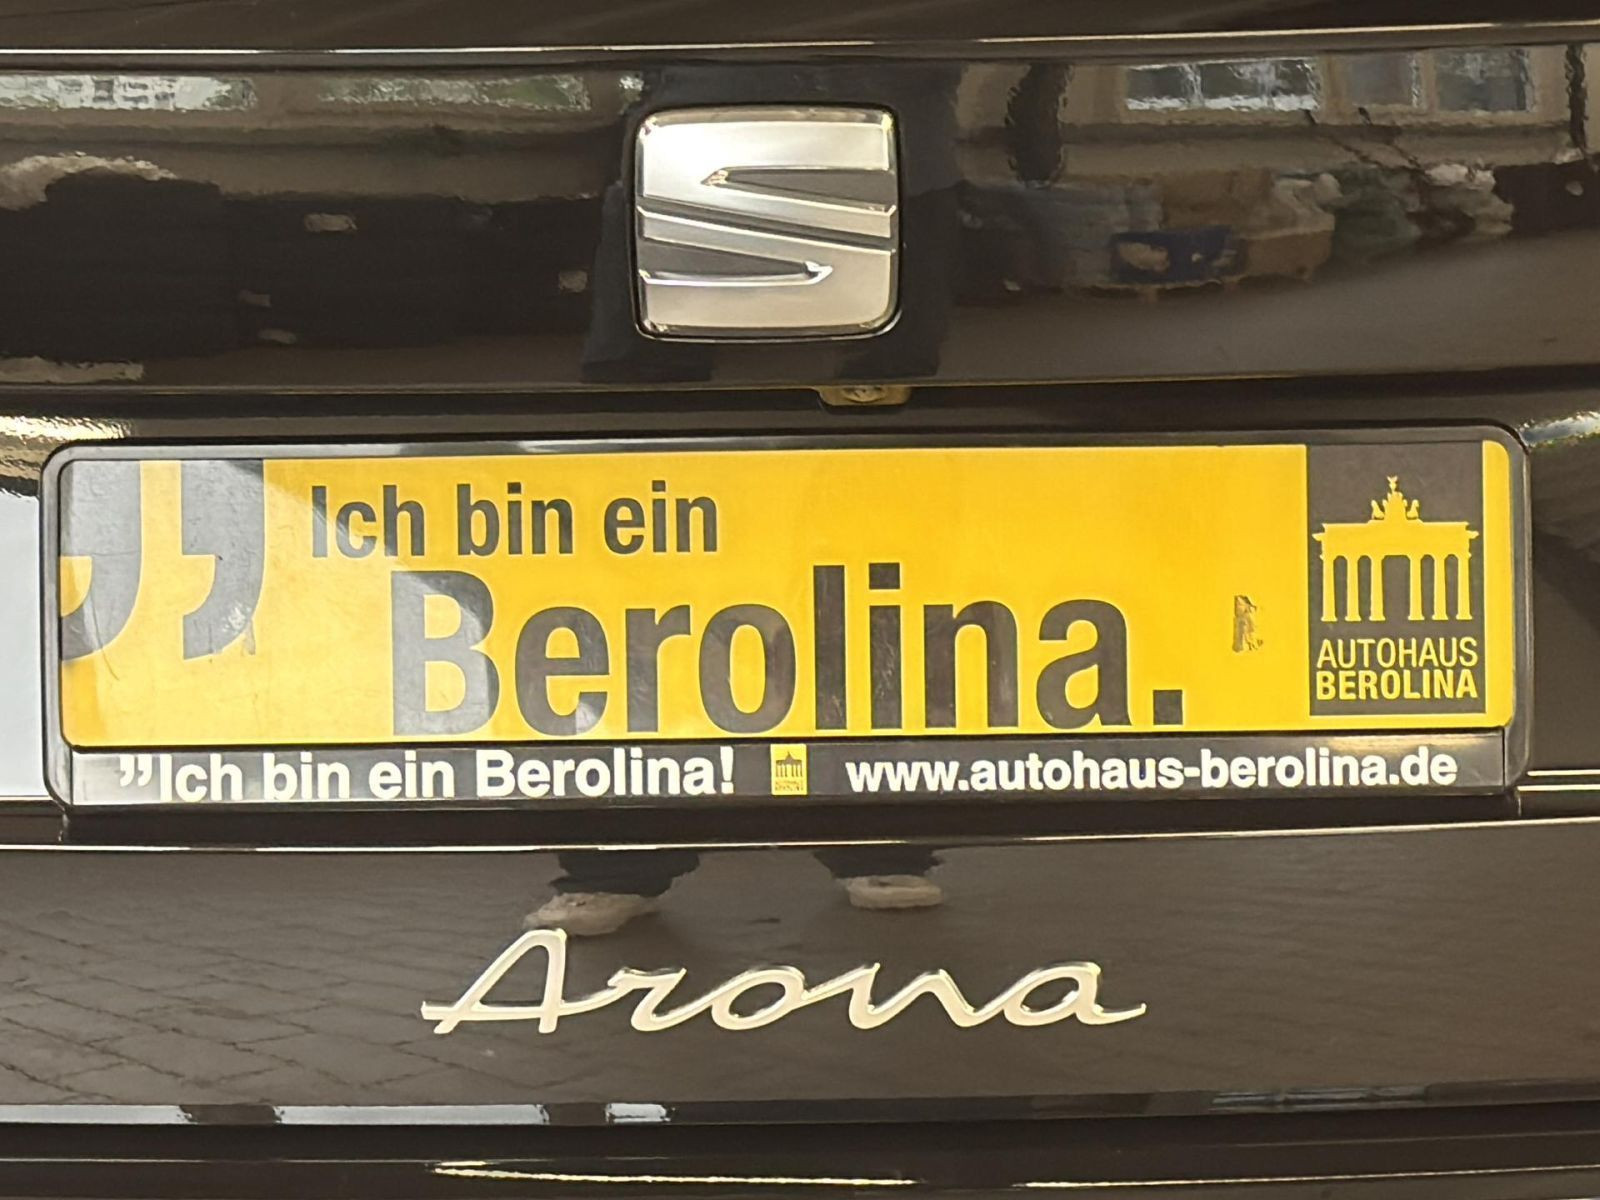 ”Ich bin ein
Berolina.
AUTOHAUS
BEROLINA
”Ich bin ein Berolina! www.autohaus-berolina.de
Arona